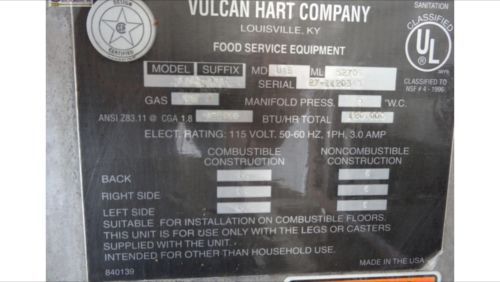 DESIGN
CERTIFIED
VULCAN HART COMPANY
LOUISVILLE, KY
FOOD SERVICE EQUIPMENT
SANITATION
CLASSIFIED
UL
NSF # 4 - 1996
MODEL SUFFIX MD ML
SERIAL
GAS MANIFOLD PRESS. "W.C.
ANSI Z83.11 @ CGA 1.8 BTU/HR TOTAL
ELECT. RATING: 115 VOLT. 50-60 HZ, 1PH, 3.0 AMP
COMBUSTIBLE CONSTRUCTION
NONCOMBUSTIBLE CONSTRUCTION
BACK
RIGHT SIDE
LEFT SIDE
SUITABLE FOR INSTALLATION ON COMBUSTIBLE FLOORS.
THIS UNIT IS FOR USE ONLY WITH THE LEGS OR CASTERS
SUPPLIED WITH THE UNIT.
INTENDED FOR OTHER THAN HOUSEHOLD USE.
840139
MADE IN THE USA